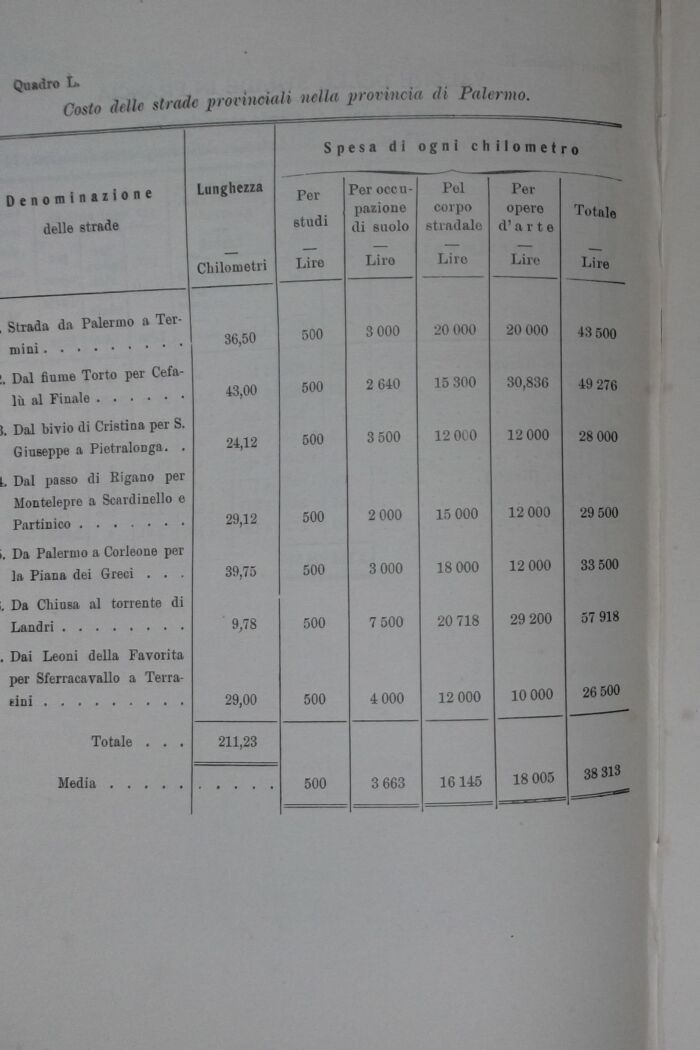 Quadro L.
Costo delle strade provinciali nella provincia di Palermo.
Denominazione
delle strade
Lunghezza
—
Chilometri
Spesa di ogni chilometro
Per
studi
—
Lire
Per occu-
pazione
di suolo
—
Lire
Pel
corpo
stradale
—
Lire
Per
opere
d'arte
—
Lire
Totale
—
Lire
. Strada da Palermo a Ter-
mini . . . . . . . . . 36,50 500 3 000 20 000 20 000 43 500
2. Dal fiume Torto per Cefa-
lù al Finale . . . . . . 43,00 500 2 640 15 300 30,836 49 276
3. Dal bivio di Cristina per S.
Giuseppe a Pietralonga. . 24,12 500 3 500 12 000 12 000 28 000
4. Dal passo di Rigano per
Montelepre a Scardinello e
Partinico . . . . . . . 29,12 500 2 000 15 000 12 000 29 500
5. Da Palermo a Corleone per
la Piana dei Greci . . . 39,75 500 3 000 18 000 12 000 33 500
6. Da Chiusa al torrente di
Landri . . . . . . . . 9,78 500 7 500 20 718 29 200 57 918
. Dai Leoni della Favorita
per Sferracavallo a Terra-
sini . . . . . . . . . 29,00 500 4 000 12 000 10 000 26 500
Totale . . . 211,23
Media . . . . . . . . . . 500 3 663 16 145 18 005 38 313